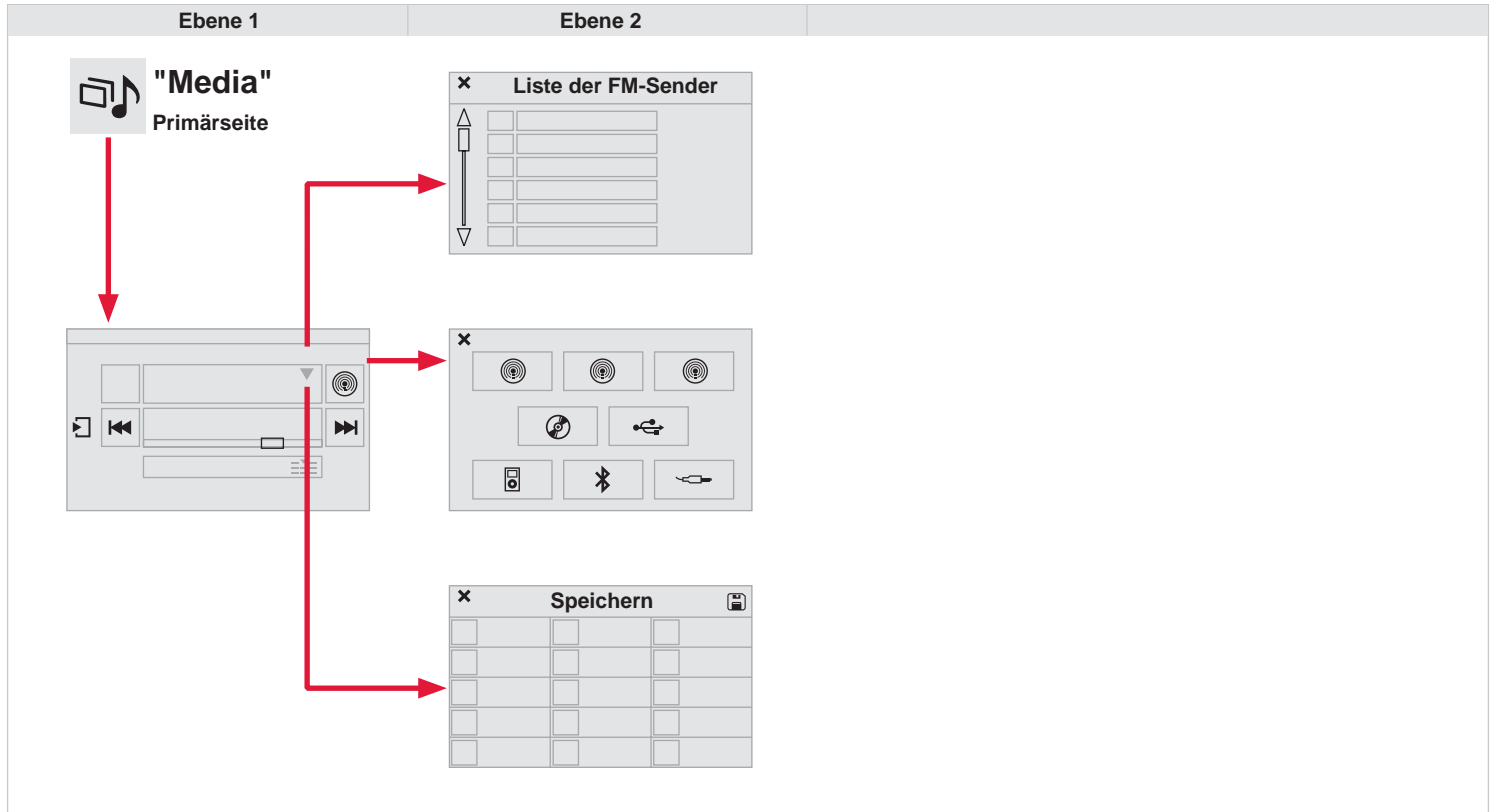 Ebene 1
Ebene 2
"Media"
Primärseite
Liste der FM-Sender
Speichern